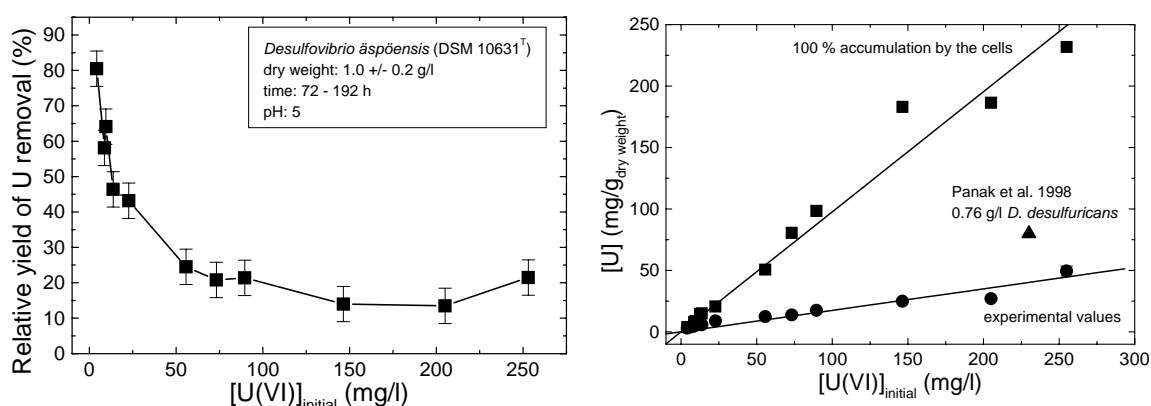 Relative yield of U removal (%)
100
90
80
70
60
50
40
30
20
10
0
Desulfovibrio äspöensis (DSM 10631ᵀ)
dry weight: 1.0 +/- 0.2 g/l
time: 72 - 192 h
pH: 5
0 50 100 150 200 250
[U(VI)]initial (mg/l)
[U] (mg/g dry weight)
250
200
150
100
50
0
100 % accumulation by the cells
Panak et al. 1998
0.76 g/l D. desulfuricans
experimental values
0 50 100 150 200 250 300
[U(VI)]initial (mg/l)